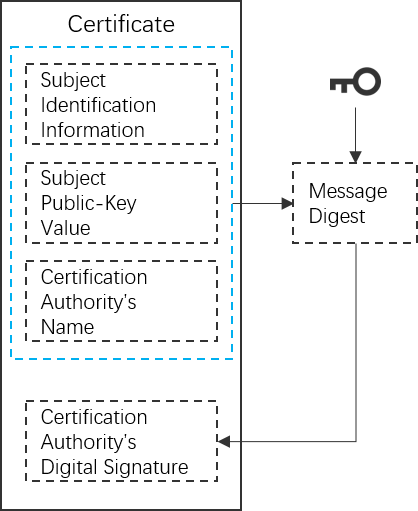 Certificate
Subject
Identification
Information
Subject
Public-Key
Value
Certification
Authority's
Name
Message
Digest
Certification
Authority's
Digital Signature